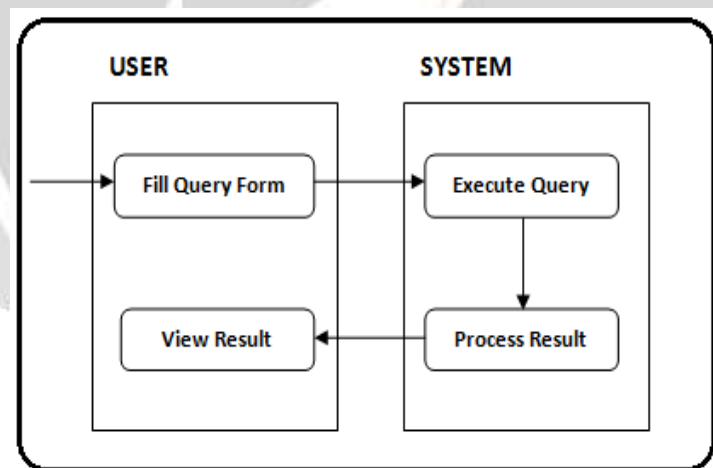 USER
SYSTEM
Fill Query Form
Execute Query
View Result
Process Result